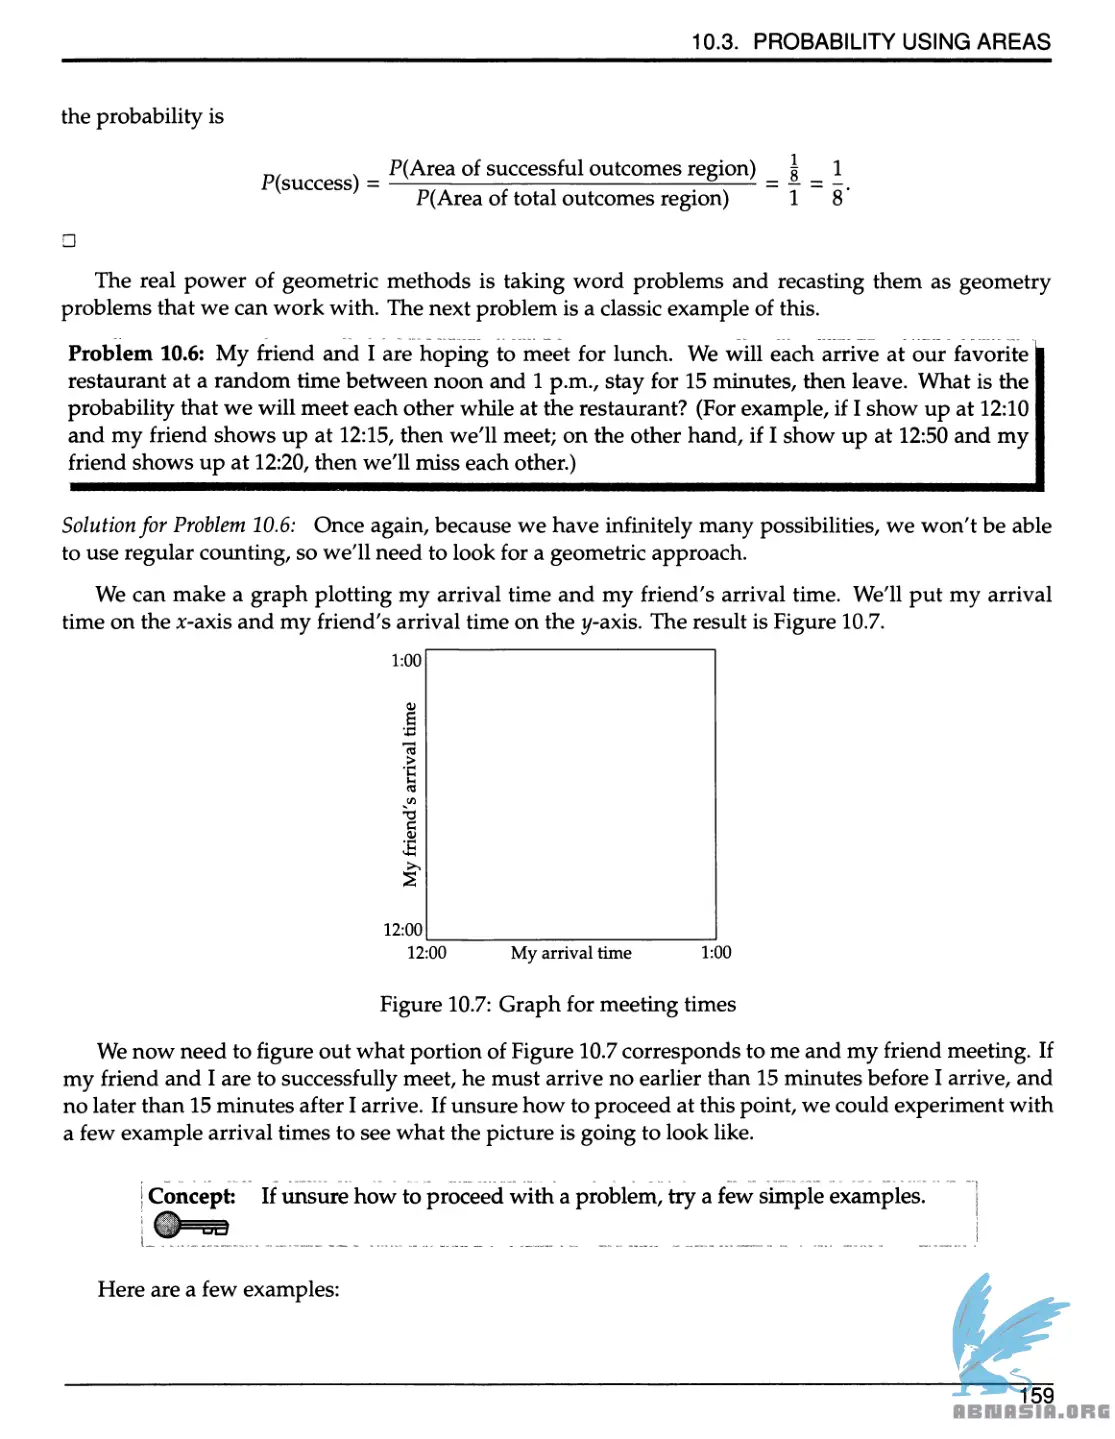 10.3. PROBABILITY USING AREAS
the probability is
P(success) = P(Area of successful outcomes region) / P(Area of total outcomes region) = 1/8 / 1 = 1/8.
□
The real power of geometric methods is taking word problems and recasting them as geometry
problems that we can work with. The next problem is a classic example of this.
Problem 10.6: My friend and I are hoping to meet for lunch. We will each arrive at our favorite
restaurant at a random time between noon and 1 p.m., stay for 15 minutes, then leave. What is the
probability that we will meet each other while at the restaurant? (For example, if I show up at 12:10
and my friend shows up at 12:15, then we'll meet; on the other hand, if I show up at 12:50 and my
friend shows up at 12:20, then we'll miss each other.)
Solution for Problem 10.6: Once again, because we have infinitely many possibilities, we won't be able
to use regular counting, so we'll need to look for a geometric approach.
We can make a graph plotting my arrival time and my friend's arrival time. We'll put my arrival
time on the x-axis and my friend's arrival time on the y-axis. The result is Figure 10.7.
1:00
My friend's arrival time
12:00
12:00 My arrival time 1:00
Figure 10.7: Graph for meeting times
We now need to figure out what portion of Figure 10.7 corresponds to me and my friend meeting. If
my friend and I are to successfully meet, he must arrive no earlier than 15 minutes before I arrive, and
no later than 15 minutes after I arrive. If unsure how to proceed at this point, we could experiment with
a few example arrival times to see what the picture is going to look like.
Concept: If unsure how to proceed with a problem, try a few simple examples.
Here are a few examples:
159
ABNASIA.ORG